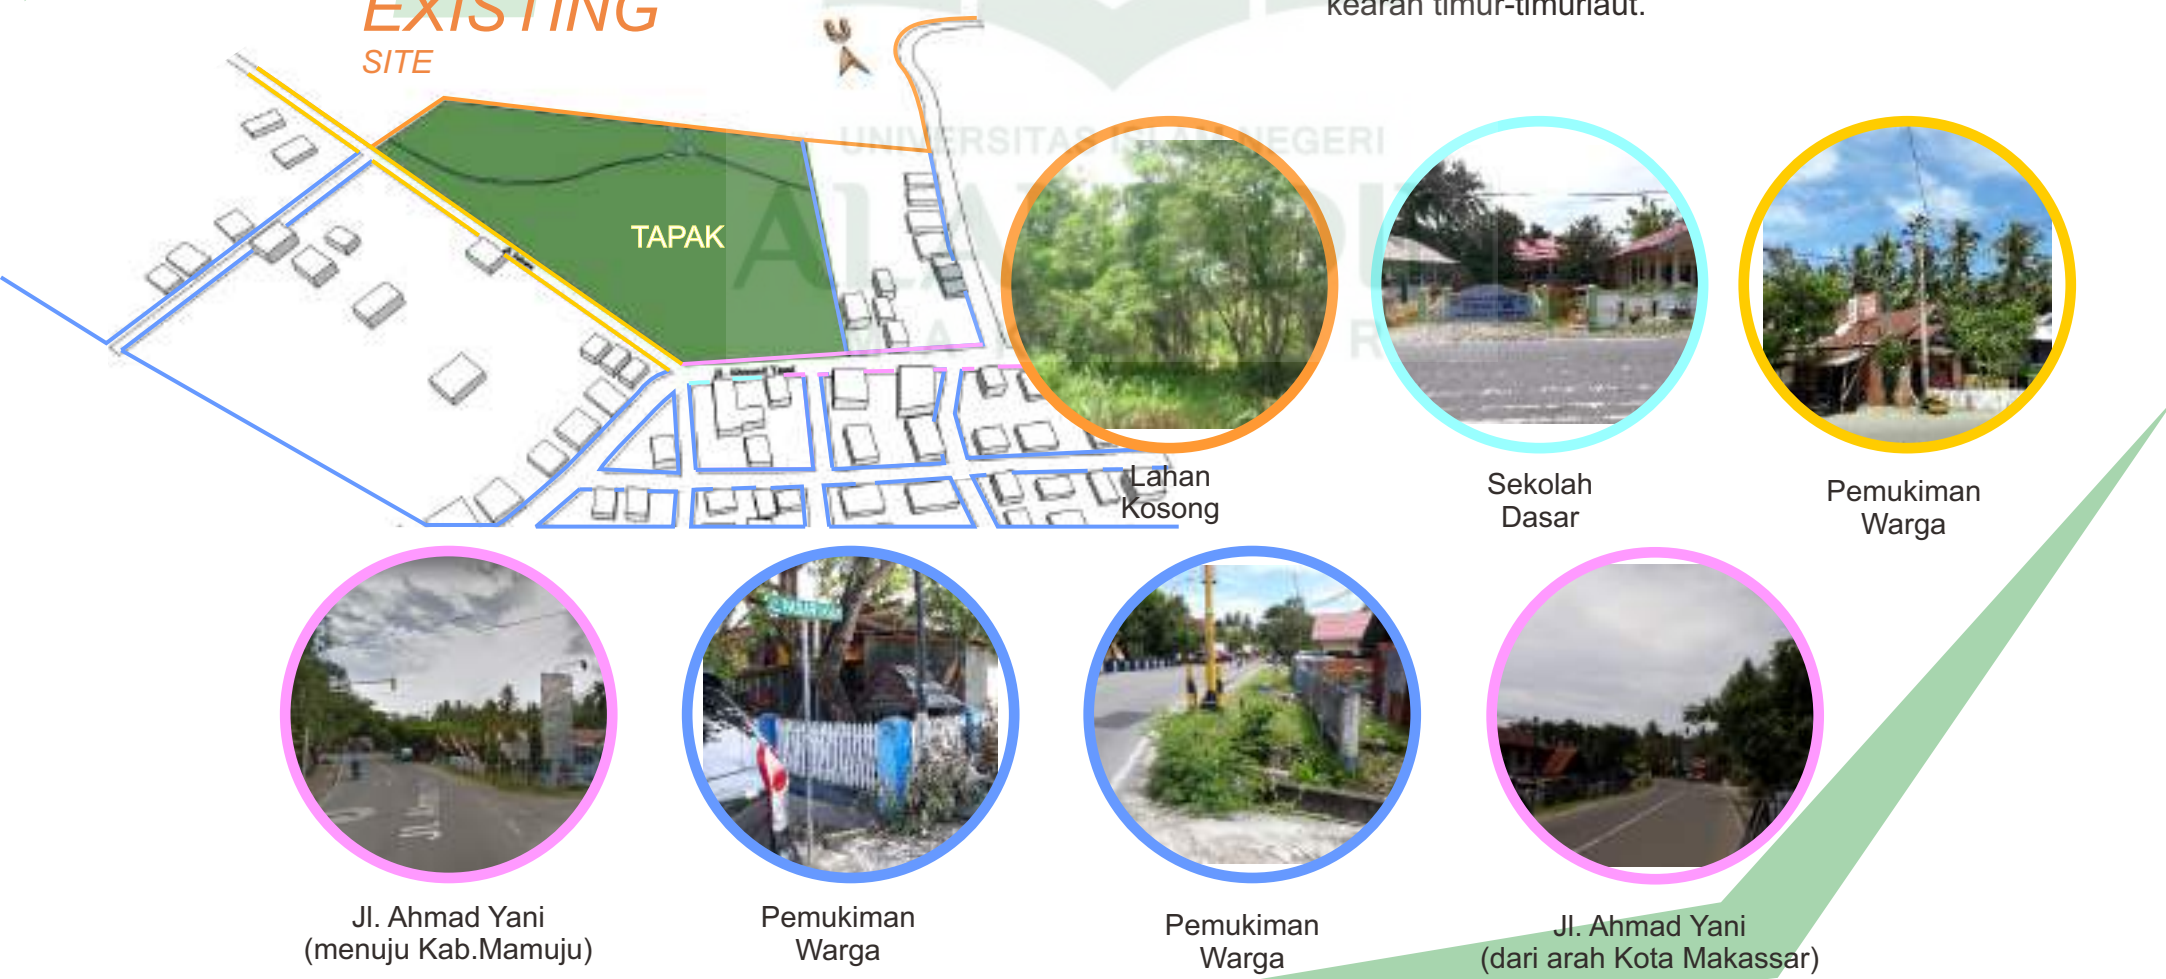 EXISTING
SITE
kearah timur-timurlaut.
U
UNIVERSITAS ISLAM NEGERI
TAPAK
Lahan
Kosong
Sekolah
Dasar
Pemukiman
Warga
Jl. Ahmad Yani
(menuju Kab.Mamuju)
Pemukiman
Warga
Pemukiman
Warga
Jl. Ahmad Yani
(dari arah Kota Makassar)